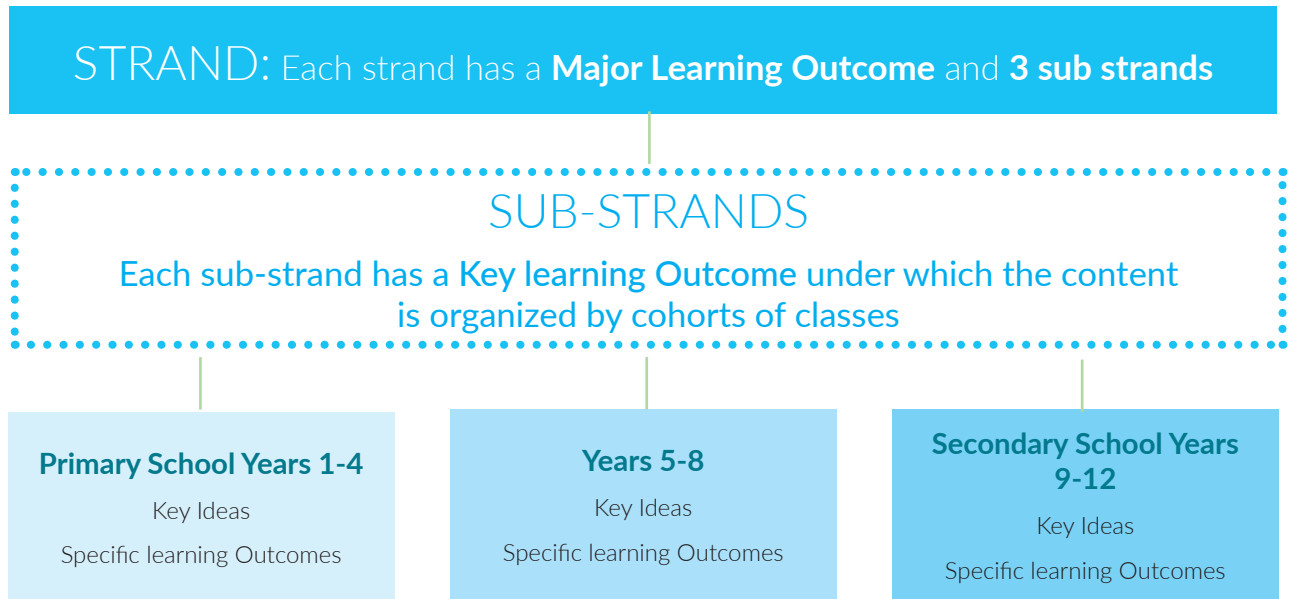 STRAND: Each strand has a Major Learning Outcome and 3 sub strands
SUB-STRANDS
Each sub-strand has a Key learning Outcome under which the content
is organized by cohorts of classes
Primary School Years 1-4
Key Ideas
Specific learning Outcomes
Years 5-8
Key Ideas
Specific learning Outcomes
Secondary School Years
9-12
Key Ideas
Specific learning Outcomes